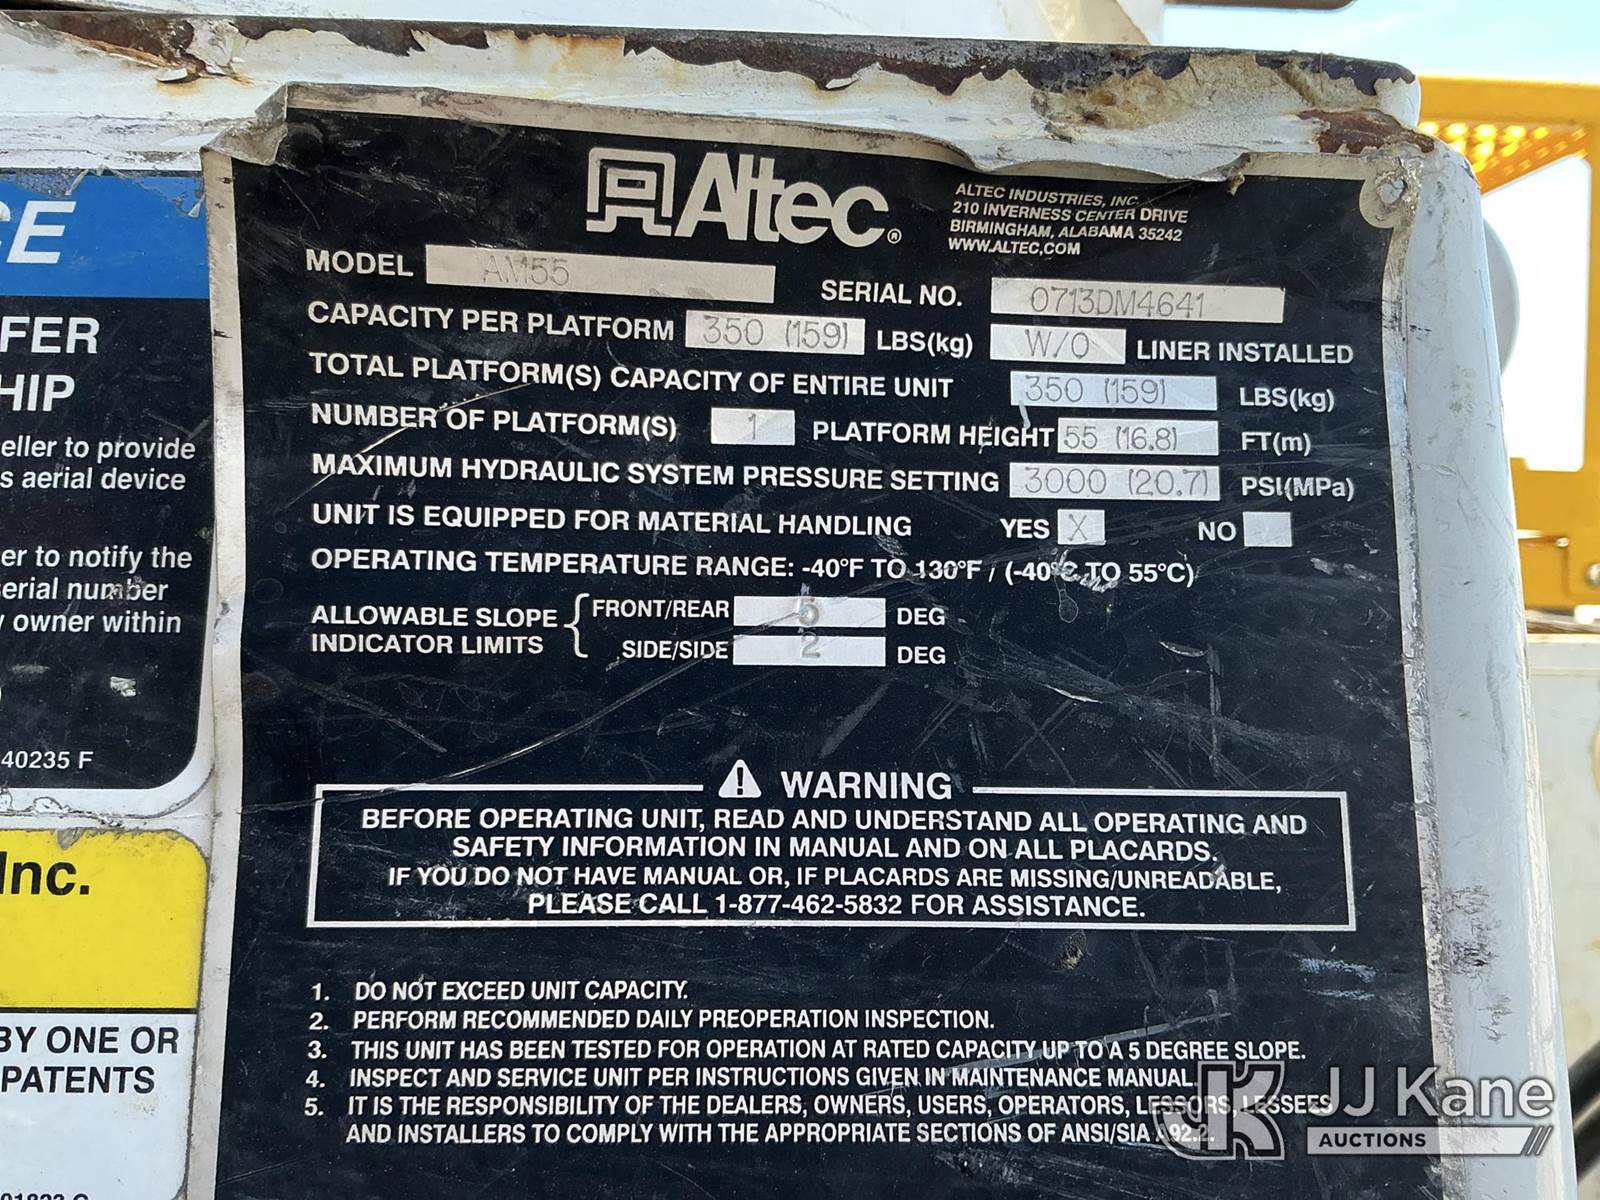 Altec®
ALTEC INDUSTRIES, INC.
210 INVERNESS CENTER DRIVE
BIRMINGHAM, ALABAMA 35242
WWW.ALTEC.COM
MODEL AM55
SERIAL NO. 0713DM4641
CAPACITY PER PLATFORM 350 (159) LBS(kg) W/O LINER INSTALLED
TOTAL PLATFORM(S) CAPACITY OF ENTIRE UNIT 350 (159) LBS(kg)
NUMBER OF PLATFORM(S) 1 PLATFORM HEIGHT 55 (16.8) FT(m)
MAXIMUM HYDRAULIC SYSTEM PRESSURE SETTING 3000 (20.7) PSI(MPa)
UNIT IS EQUIPPED FOR MATERIAL HANDLING YES X NO
OPERATING TEMPERATURE RANGE: -40°F TO 130°F / (-40°C TO 55°C)
ALLOWABLE SLOPE INDICATOR LIMITS
FRONT/REAR 5 DEG
SIDE/SIDE 2 DEG
WARNING
BEFORE OPERATING UNIT, READ AND UNDERSTAND ALL OPERATING AND
SAFETY INFORMATION IN MANUAL AND ON ALL PLACARDS.
IF YOU DO NOT HAVE MANUAL OR, IF PLACARDS ARE MISSING/UNREADABLE,
PLEASE CALL 1-877-462-5832 FOR ASSISTANCE.
1. DO NOT EXCEED UNIT CAPACITY.
2. PERFORM RECOMMENDED DAILY PREOPERATION INSPECTION.
3. THIS UNIT HAS BEEN TESTED FOR OPERATION AT RATED CAPACITY UP TO A 5 DEGREE SLOPE.
4. INSPECT AND SERVICE UNIT PER INSTRUCTIONS GIVEN IN MAINTENANCE MANUAL.
5. IT IS THE RESPONSIBILITY OF THE DEALERS, OWNERS, USERS, OPERATORS, LESSORS, LESSEES
AND INSTALLERS TO COMPLY WITH THE APPROPRIATE SECTIONS OF ANSI/SIA A92.2.
CE
FER
HIP
eller to provide
s aerial device
er to notify the
serial number
owner within
40235 F
Inc.
BY ONE OR
PATENTS
JJ Kane
AUCTIONS